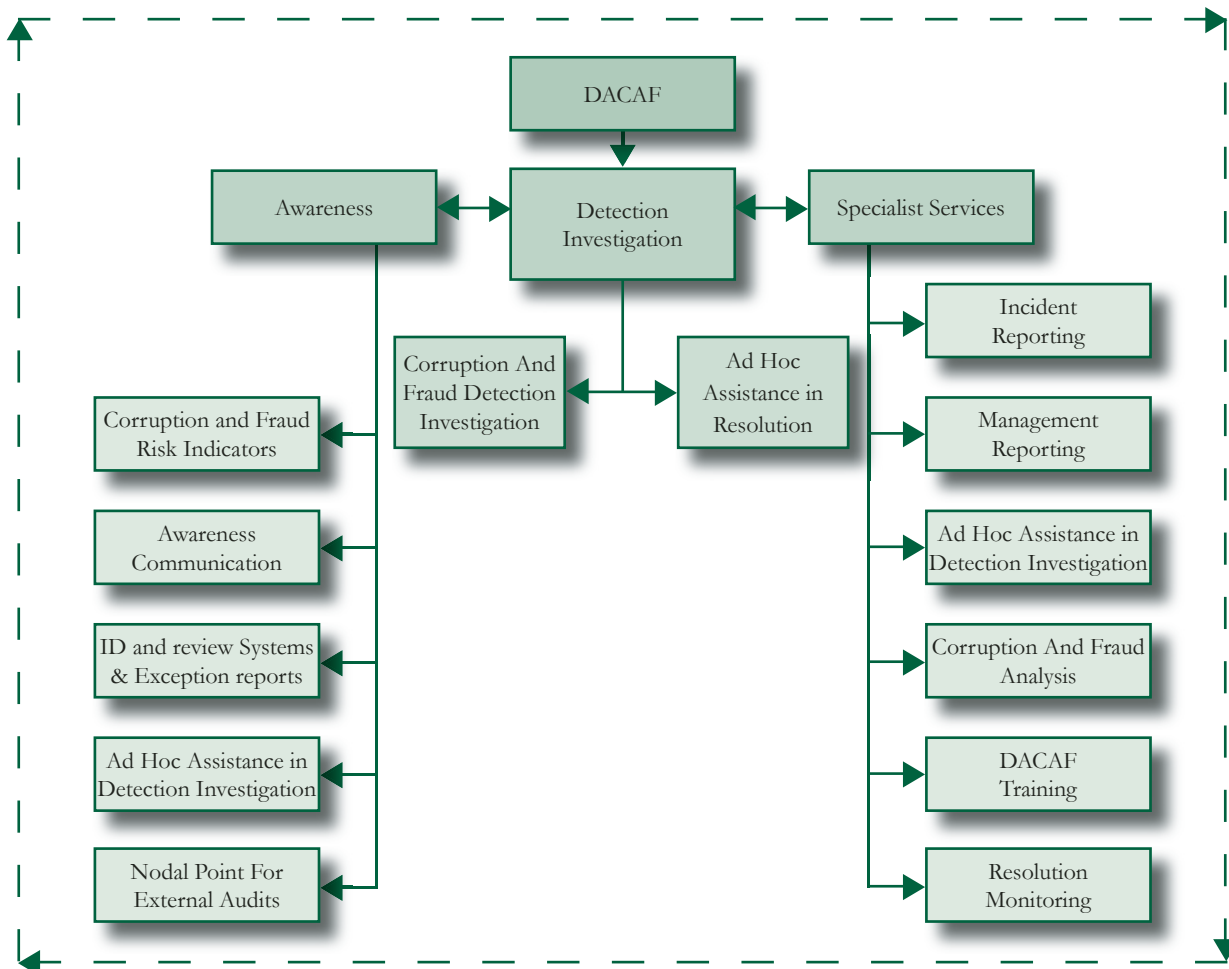 DACAF
Awareness
Detection
Investigation
Specialist Services
Corruption And
Fraud Detection
Investigation
Ad Hoc
Assistance in
Resolution
Corruption and Fraud
Risk Indicators
Awareness
Communication
ID and review Systems
& Exception reports
Ad Hoc Assistance in
Detection Investigation
Nodal Point For
External Audits
Incident
Reporting
Management
Reporting
Ad Hoc Assistance in
Detection Investigation
Corruption And Fraud
Analysis
DACAF
Training
Resolution
Monitoring